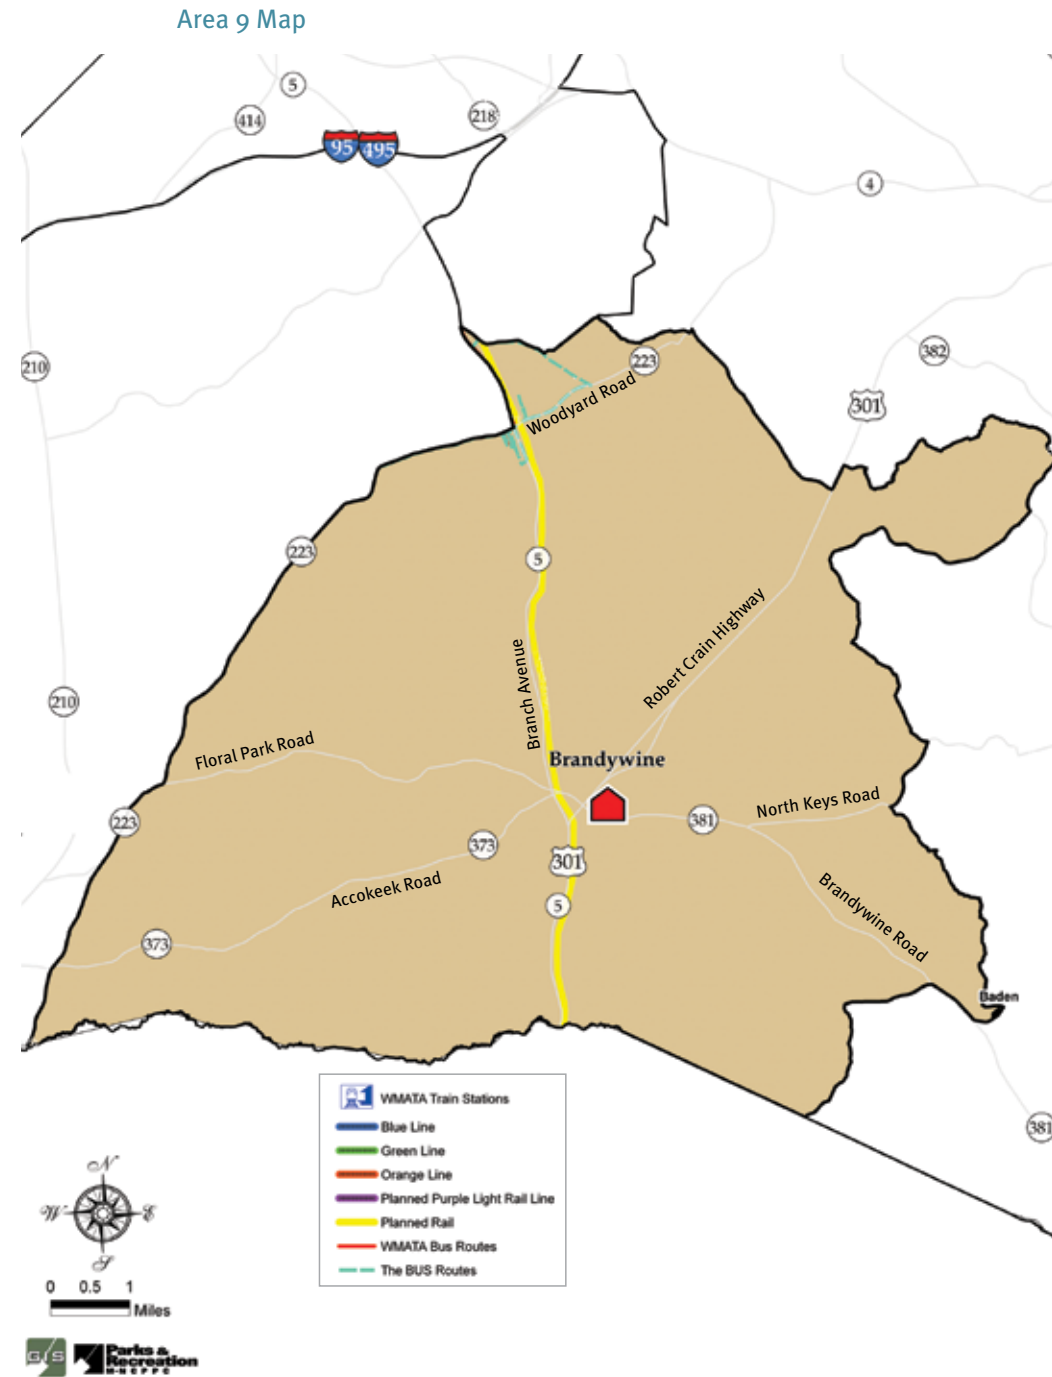 Area 9 Map
5
414
218
95 495
4
210
382
223
301
Woodyard Road
223
5
Robert Crain Highway
210
Branch Avenue
Floral Park Road
Brandywine
North Keys Road
223
381
373
301
Accokeek Road
Brandywine Road
5
373
Baden
381
WMATA Train Stations
Blue Line
Green Line
Orange Line
Planned Purple Light Rail Line
Planned Rail
WMATA Bus Routes
The BUS Routes
N
W E
S
0 0.5 1
Miles
GIS
Parks &
Recreation
M-NCPPC